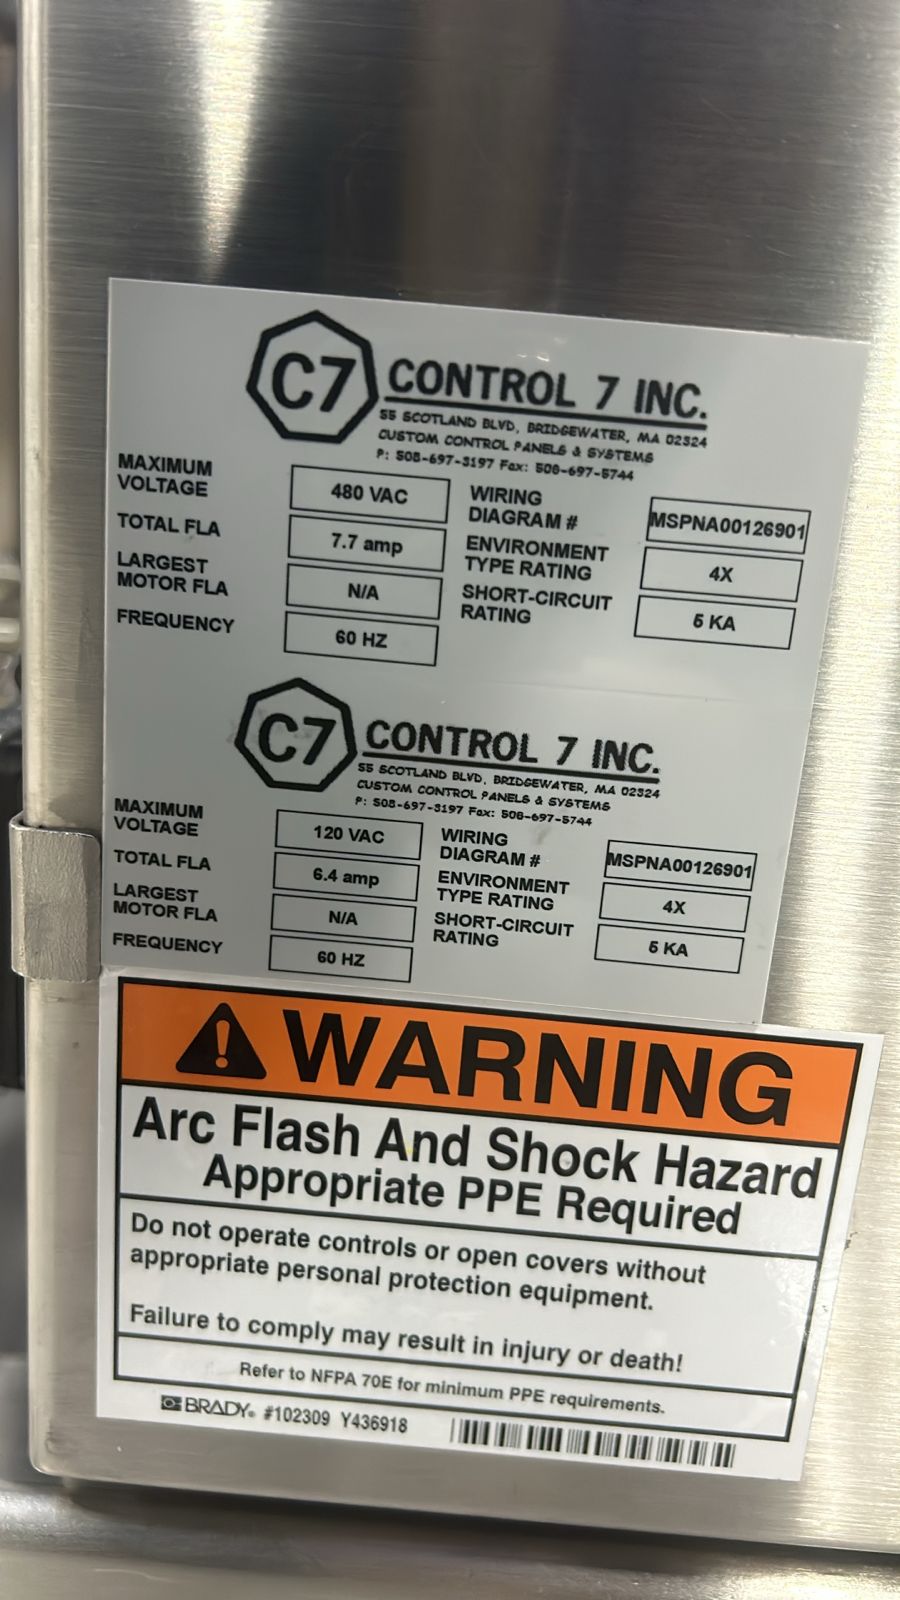 C7
CONTROL 7 INC.
55 SCOTLAND BLVD, BRIDGEWATER, MA 02324
CUSTOM CONTROL PANELS & SYSTEMS
P: 508-697-3197 Fax: 508-697-5744
MAXIMUM
VOLTAGE
480 VAC
WIRING
DIAGRAM #
MSPNA00126901
TOTAL FLA
7.7 amp
ENVIRONMENT
TYPE RATING
4X
LARGEST
MOTOR FLA
N/A
SHORT-CIRCUIT
RATING
5 KA
FREQUENCY
60 HZ
C7
CONTROL 7 INC.
55 SCOTLAND BLVD, BRIDGEWATER, MA 02324
CUSTOM CONTROL PANELS & SYSTEMS
P: 508-697-3197 Fax: 508-697-5744
MAXIMUM
VOLTAGE
120 VAC
WIRING
DIAGRAM #
MSPNA00126901
TOTAL FLA
6.4 amp
ENVIRONMENT
TYPE RATING
4X
LARGEST
MOTOR FLA
N/A
SHORT-CIRCUIT
RATING
5 KA
FREQUENCY
60 HZ
WARNING
Arc Flash And Shock Hazard
Appropriate PPE Required
Do not operate controls or open covers without
appropriate personal protection equipment.
Failure to comply may result in injury or death!
Refer to NFPA 70E for minimum PPE requirements.
BRADY® #102309 Y436918